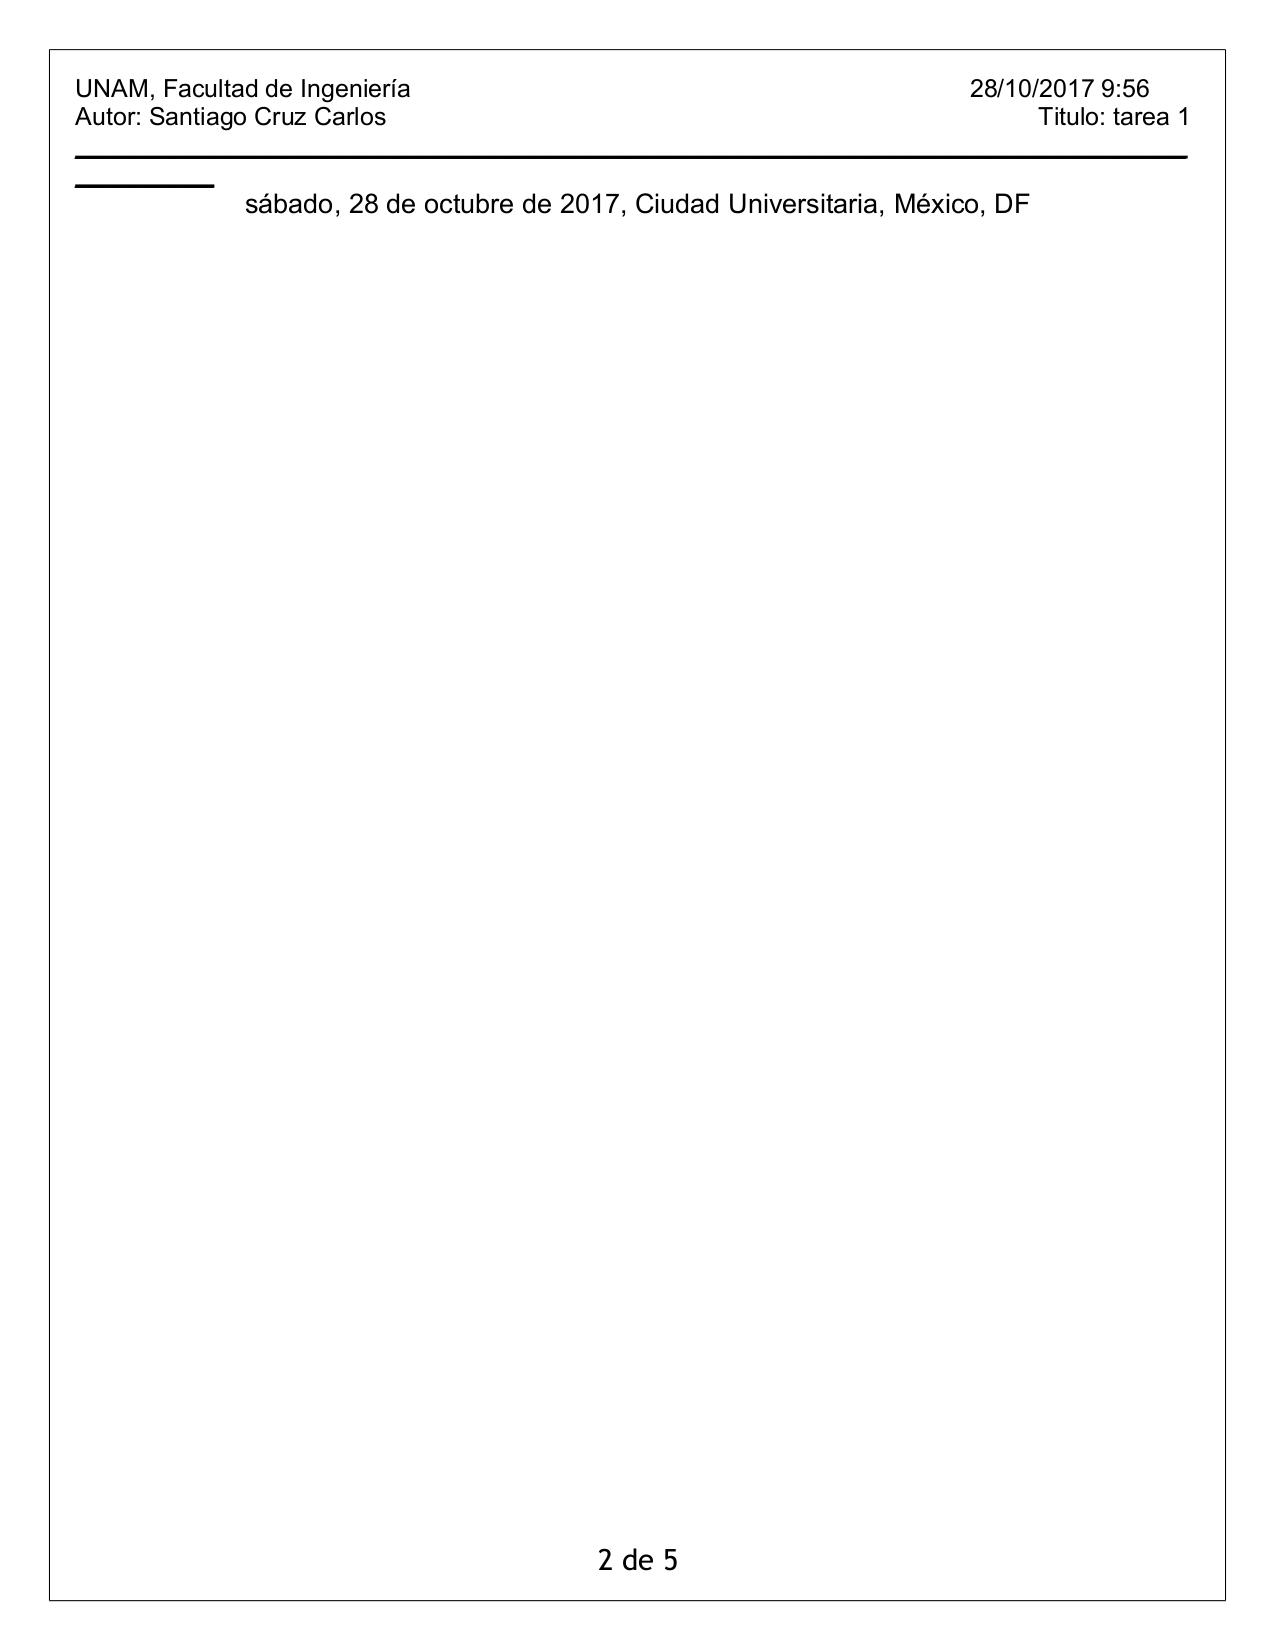 UNAM, Facultad de Ingeniería 28/10/2017 9:56
Autor: Santiago Cruz Carlos Titulo: tarea 1
sábado, 28 de octubre de 2017, Ciudad Universitaria, México, DF
2 de 5